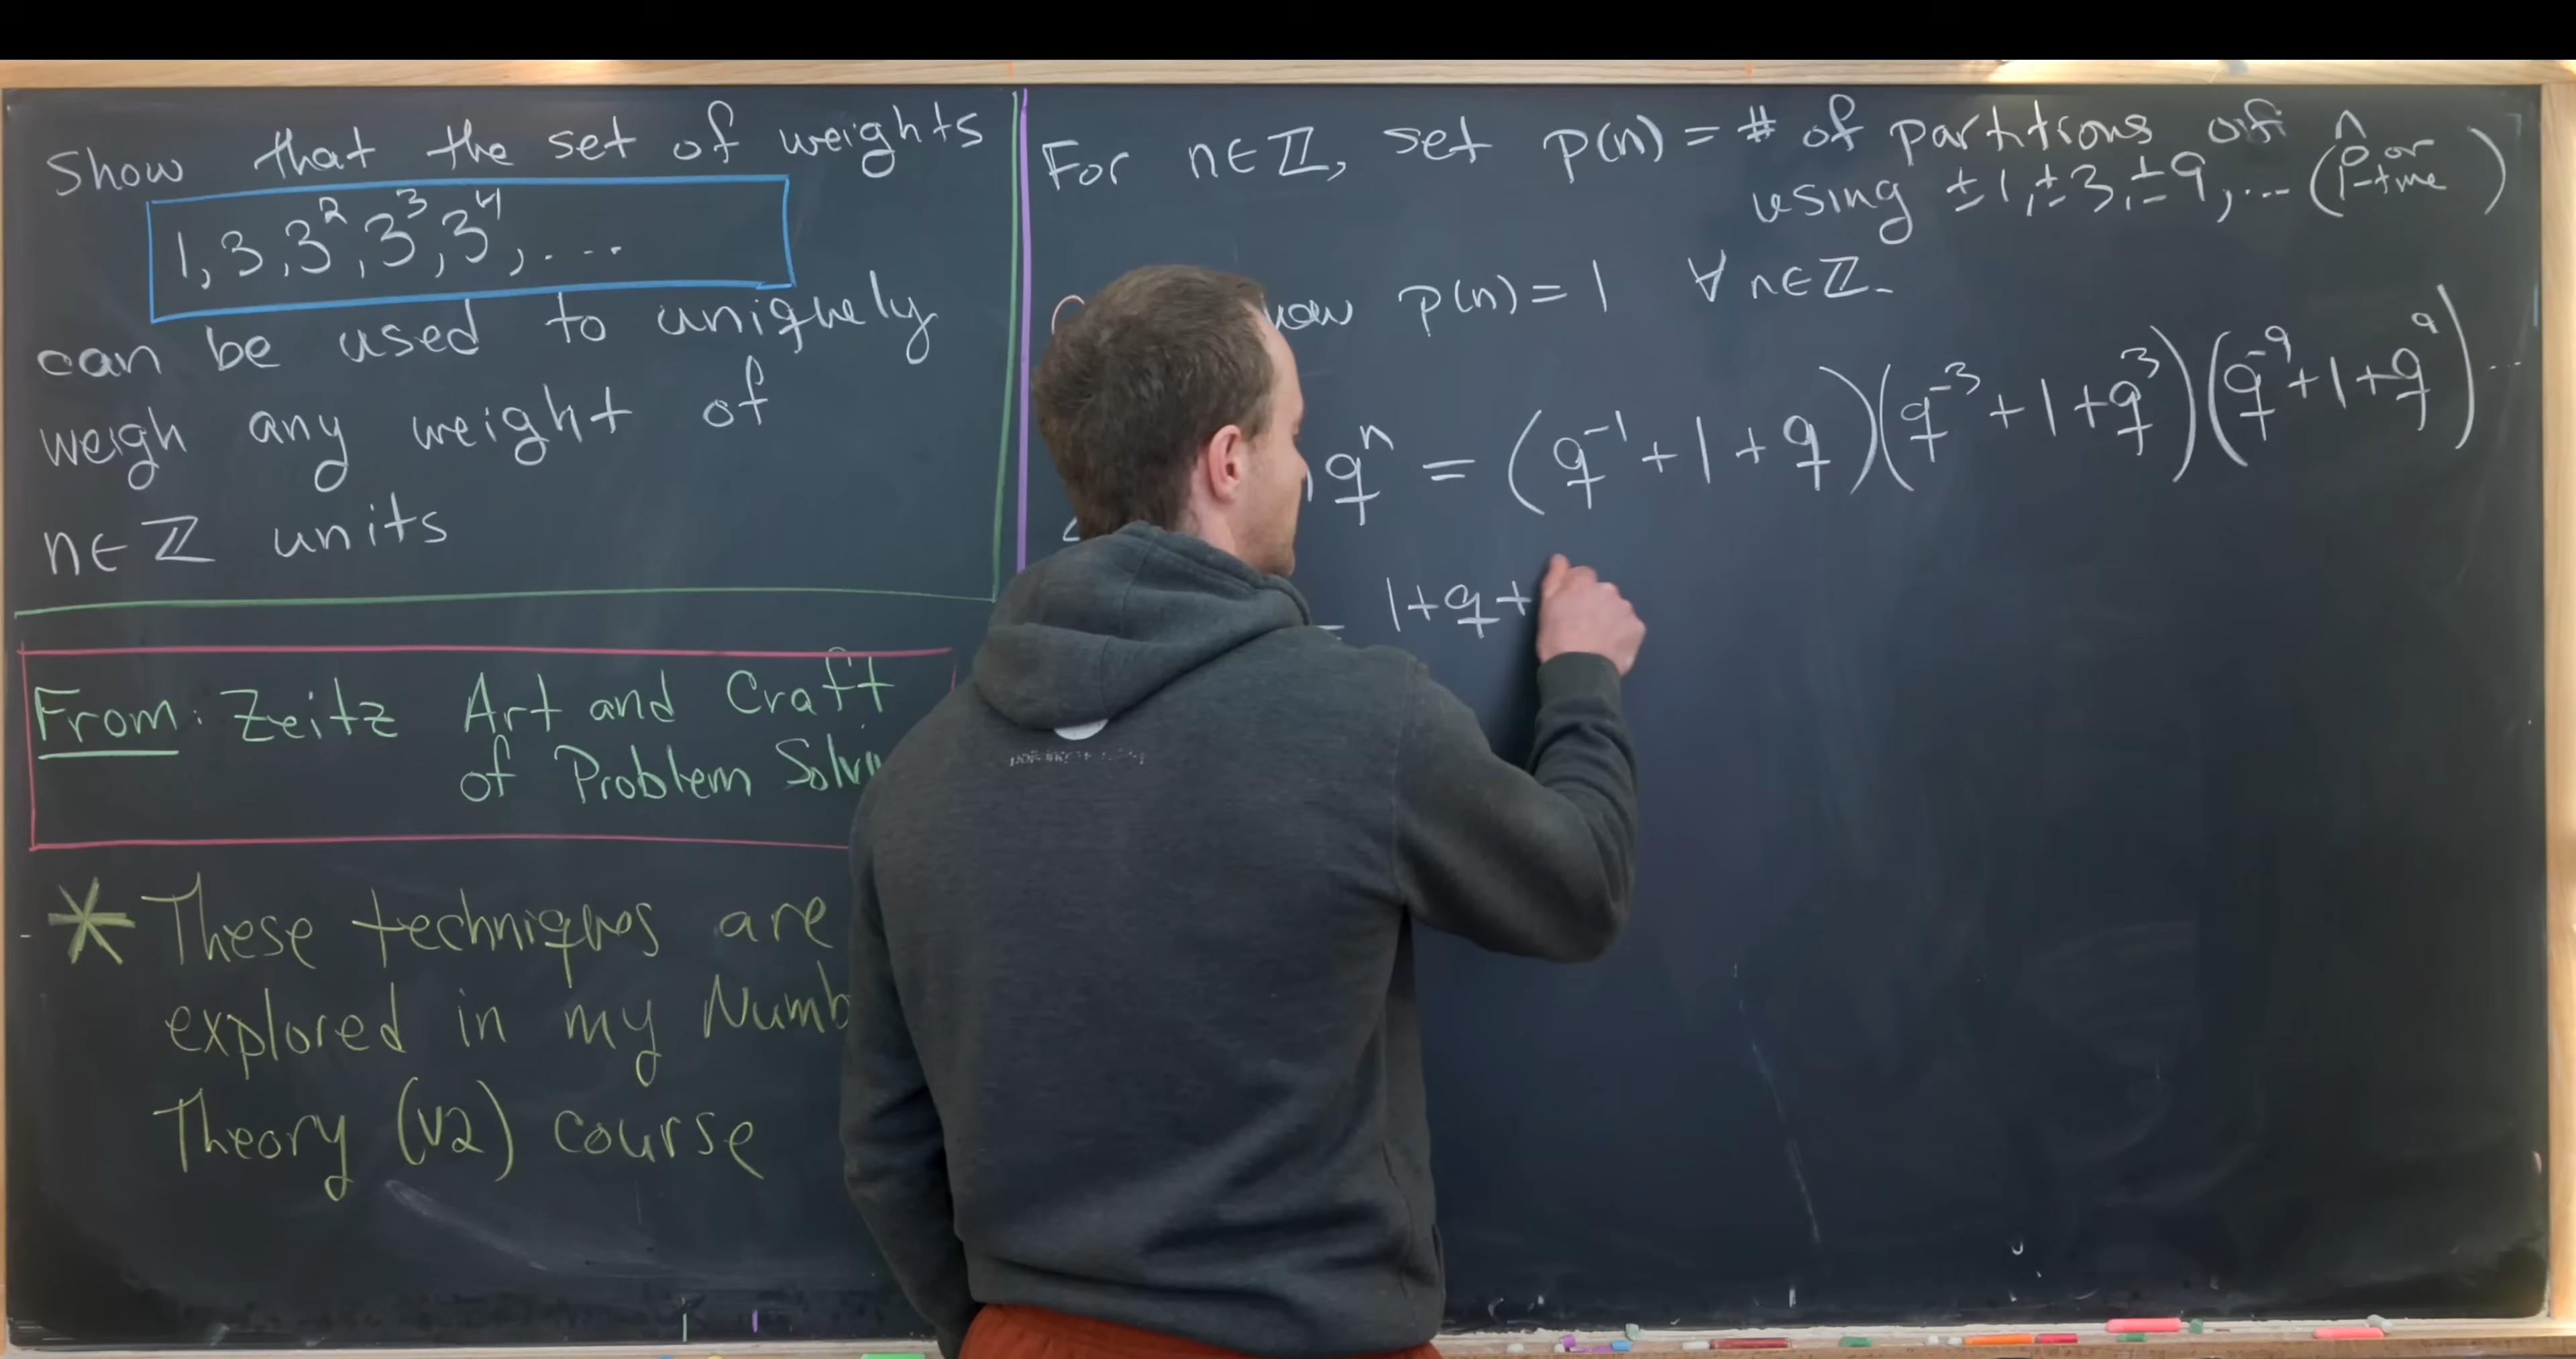 Show that the set of weights
1, 3, 3², 3³, 3⁴, ....
can be used to uniquely
weigh any weight of
n∈ℤ units
From: Zeitz Art and Craft
of Problem
* These techniques are
explored in my
Theory (V2) course
For n∈ℤ, set p(n) = # of partitions of n
using ±1, ±3, ±9, ... (0 or 1-time)
p(n) = 1 ∀ n∈ℤ.
qⁿ = (q⁻¹ + 1 + q)(q⁻³ + 1 + q³)(q⁻⁹ + 1 + q⁹) ...
= 1 + q +